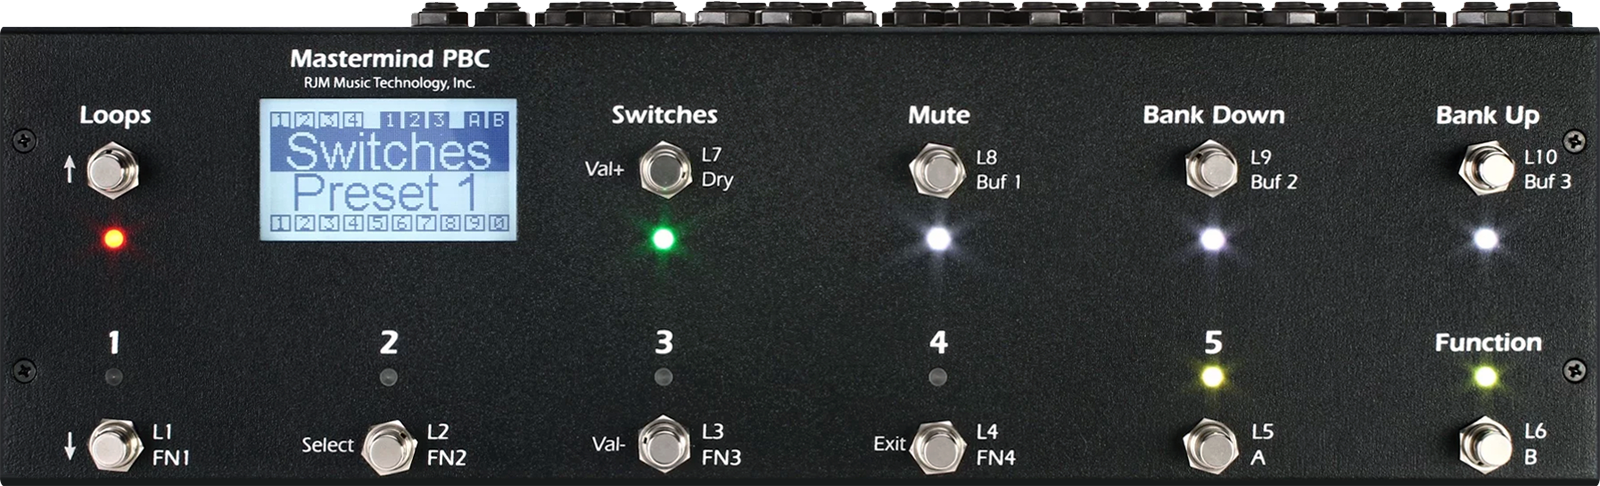 Mastermind PBC
RJM Music Technology, Inc.
Loops
Switches
Mute
Bank Down
Bank Up
1 2 3 4 1 2 3 A B
Switches
Preset 1
1 2 3 4 5 6 7 8 9 0
↑
Val+
L7
Dry
L8
Buf 1
L9
Buf 2
L10
Buf 3
1
2
3
4
5
Function
↓
L1
FN1
Select
L2
FN2
Val-
L3
FN3
Exit
L4
FN4
L5
A
L6
B